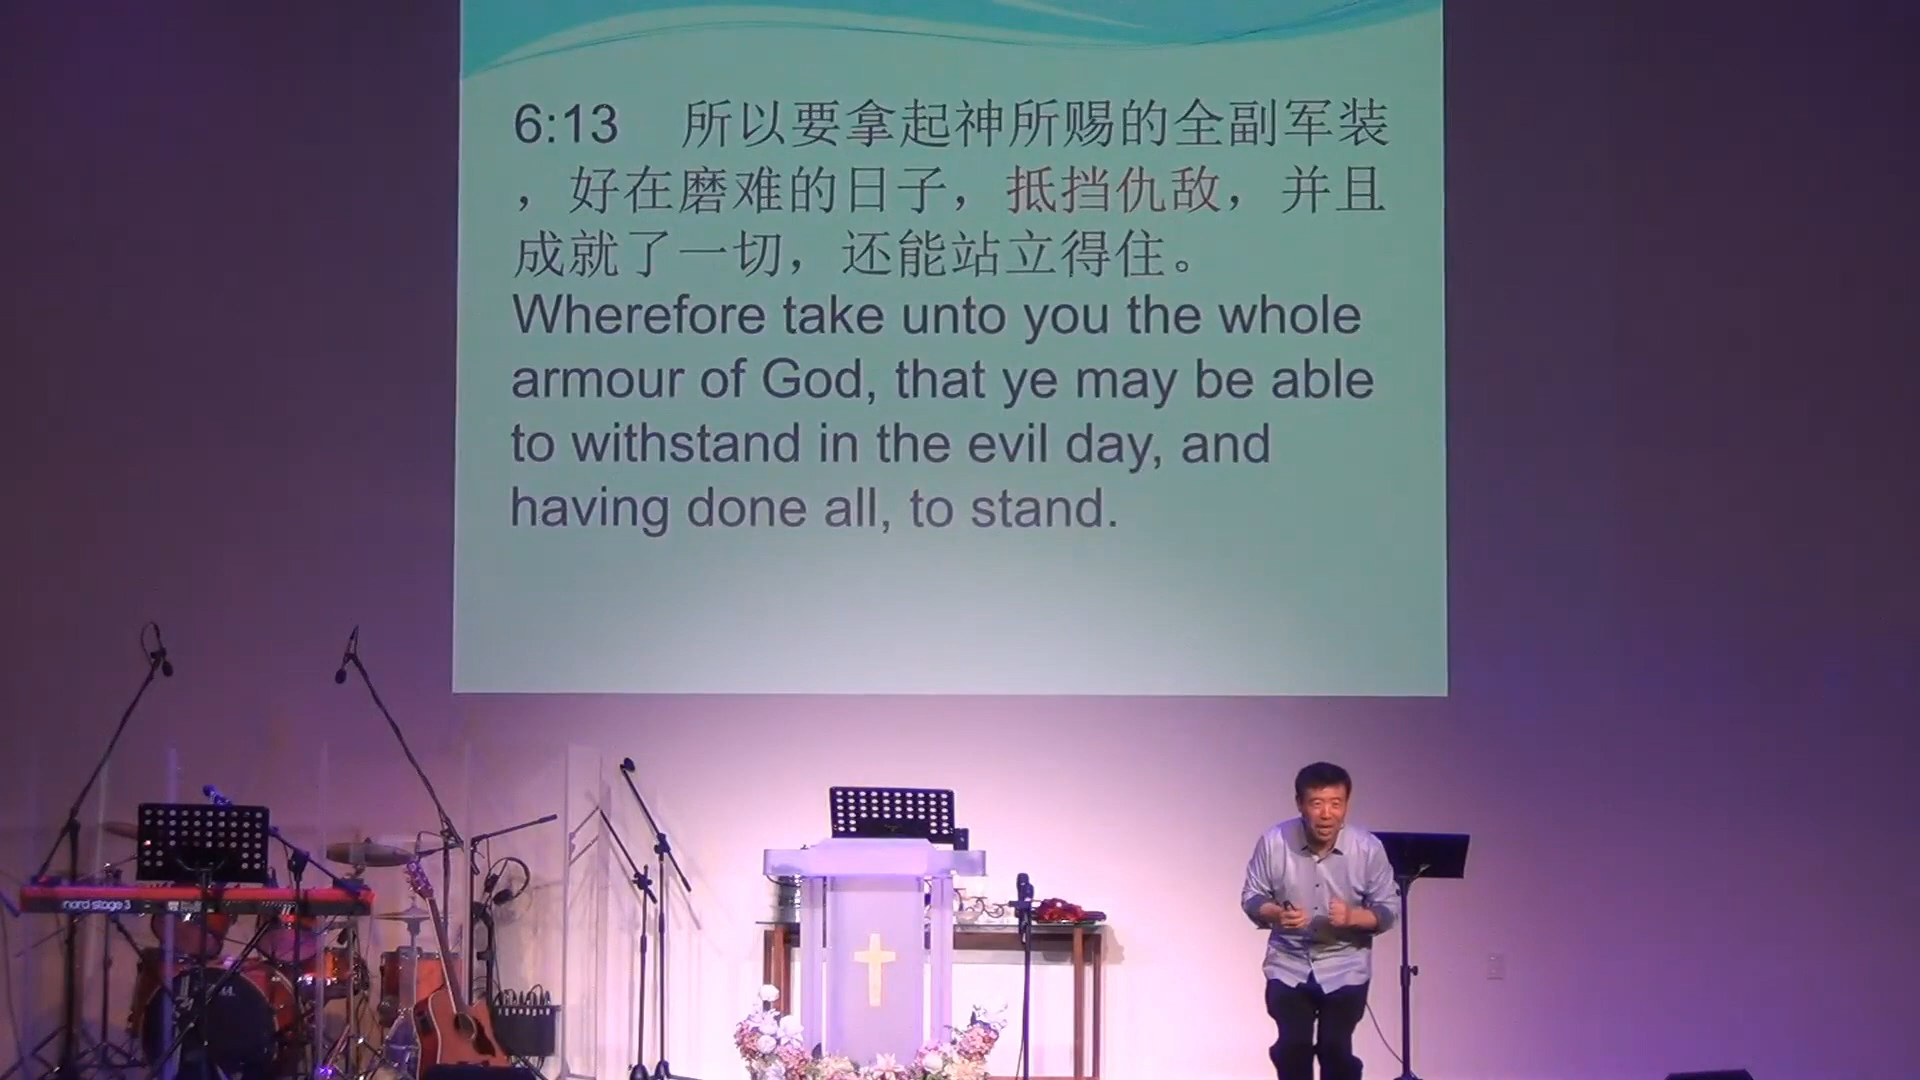 6:13 所以要拿起神所赐的全副军装
，好在磨难的日子，抵挡仇敌，并且
成就了一切，还能站立得住。
Wherefore take unto you the whole
armour of God, that ye may be able
to withstand in the evil day, and
having done all, to stand.
nord stage 3